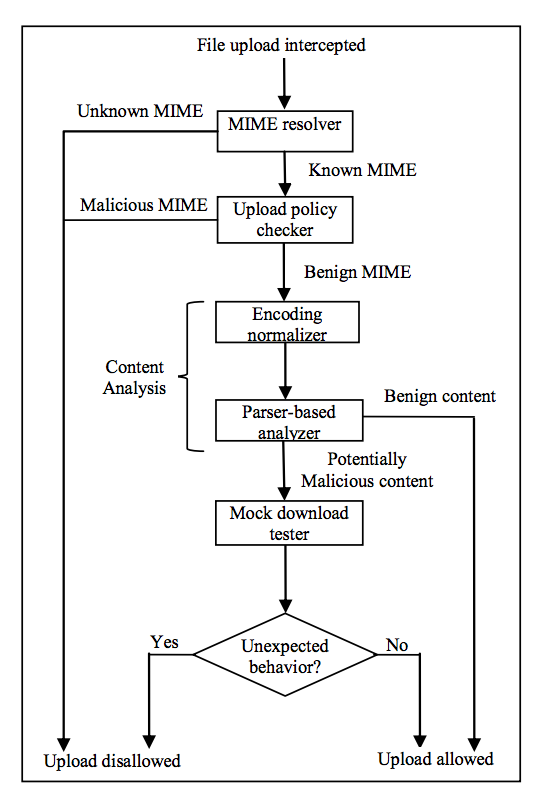 File upload intercepted
Unknown MIME
MIME resolver
Known MIME
Malicious MIME
Upload policy
checker
Benign MIME
Encoding
normalizer
Content
Analysis
Benign content
Parser-based
analyzer
Potentially
Malicious content
Mock download
tester
Yes
Unexpected
behavior?
No
Upload disallowed
Upload allowed